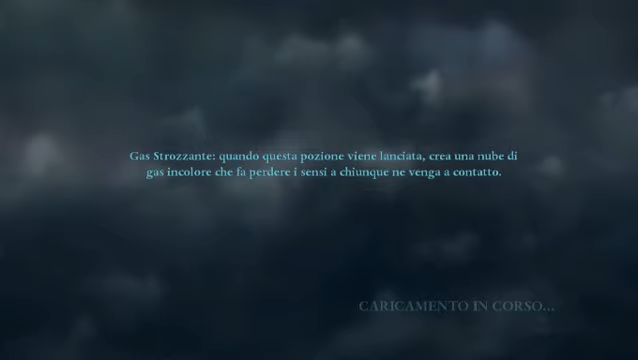 Gas Strozzante: quando questa pozione viene lanciata, crea una nube di
gas incolore che fa perdere i sensi a chiunque ne venga a contatto.
CARICAMENTO IN CORSO...